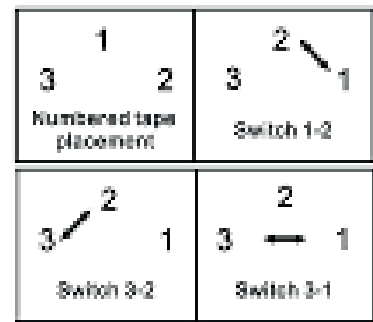 1
3 2
Numbered tape
placement
2
3 1
Switch 1-2
2
3 1
Switch 3-2
2
3 1
Switch 3-1